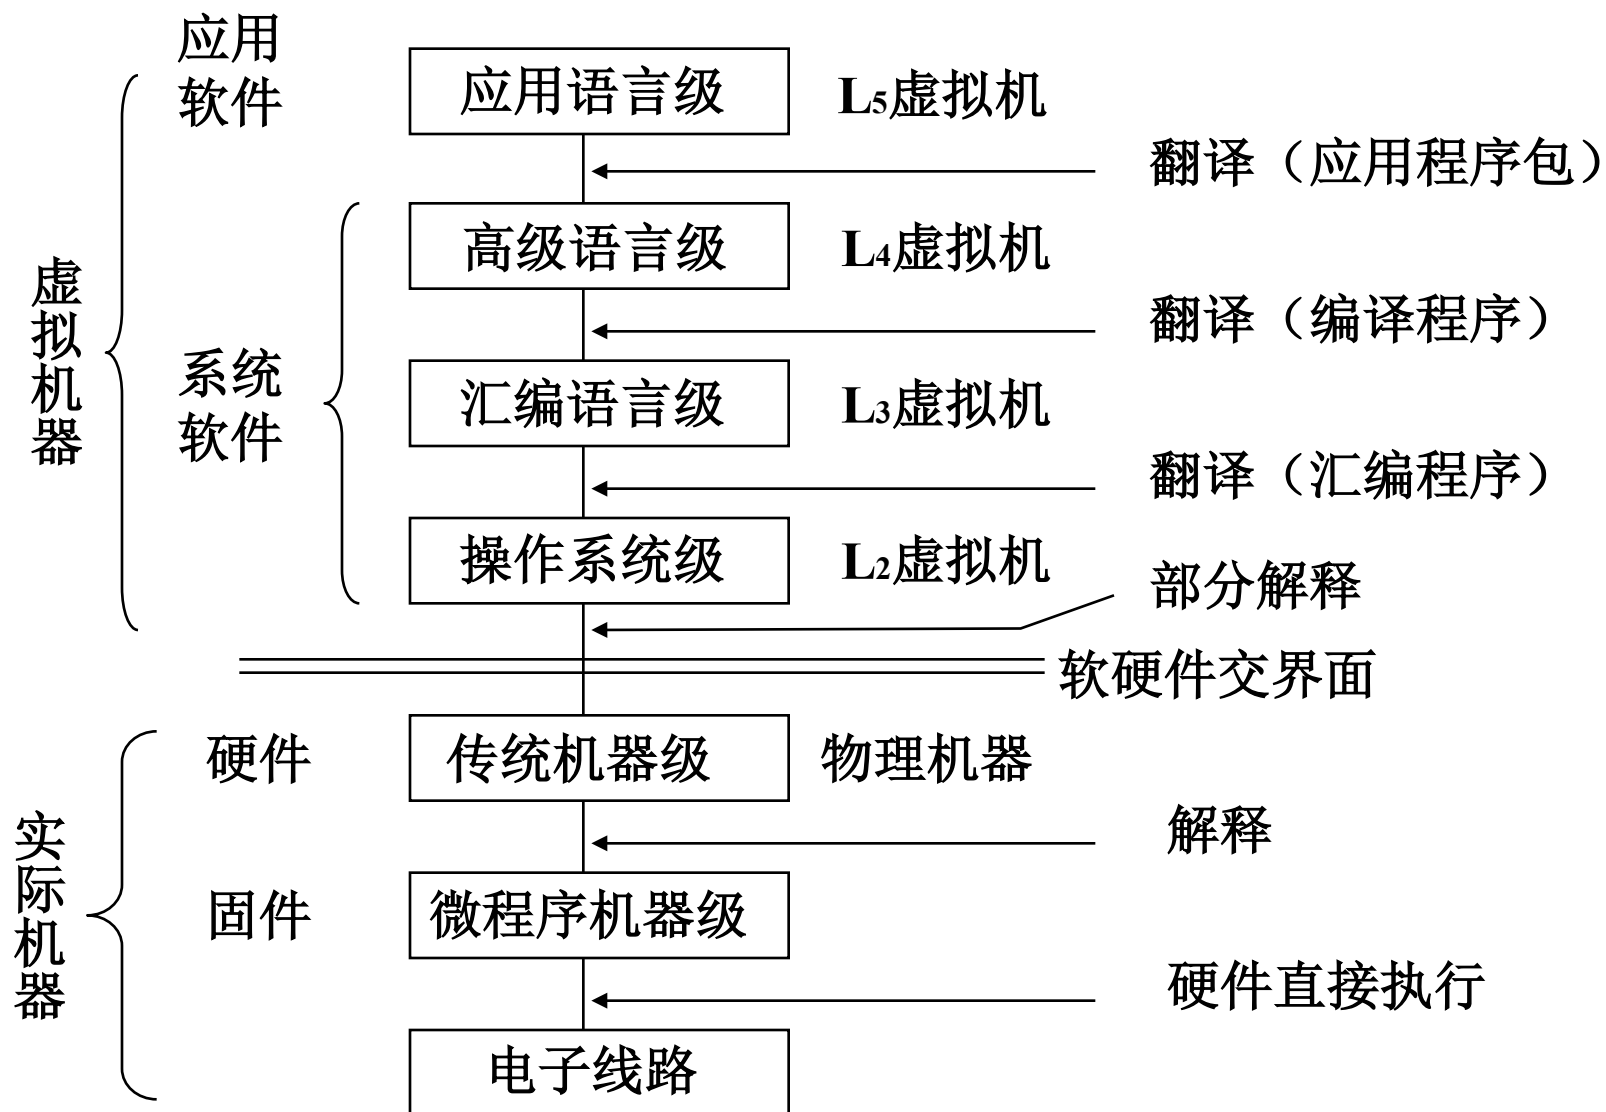 应用
软件
应用语言级
L5虚拟机
翻译（应用程序包）
高级语言级
L4虚拟机
虚拟机器
翻译（编译程序）
系统
软件
汇编语言级
L3虚拟机
翻译（汇编程序）
操作系统级
L2虚拟机
部分解释
软硬件交界面
硬件
传统机器级
物理机器
实际机器
解释
固件
微程序机器级
硬件直接执行
电子线路